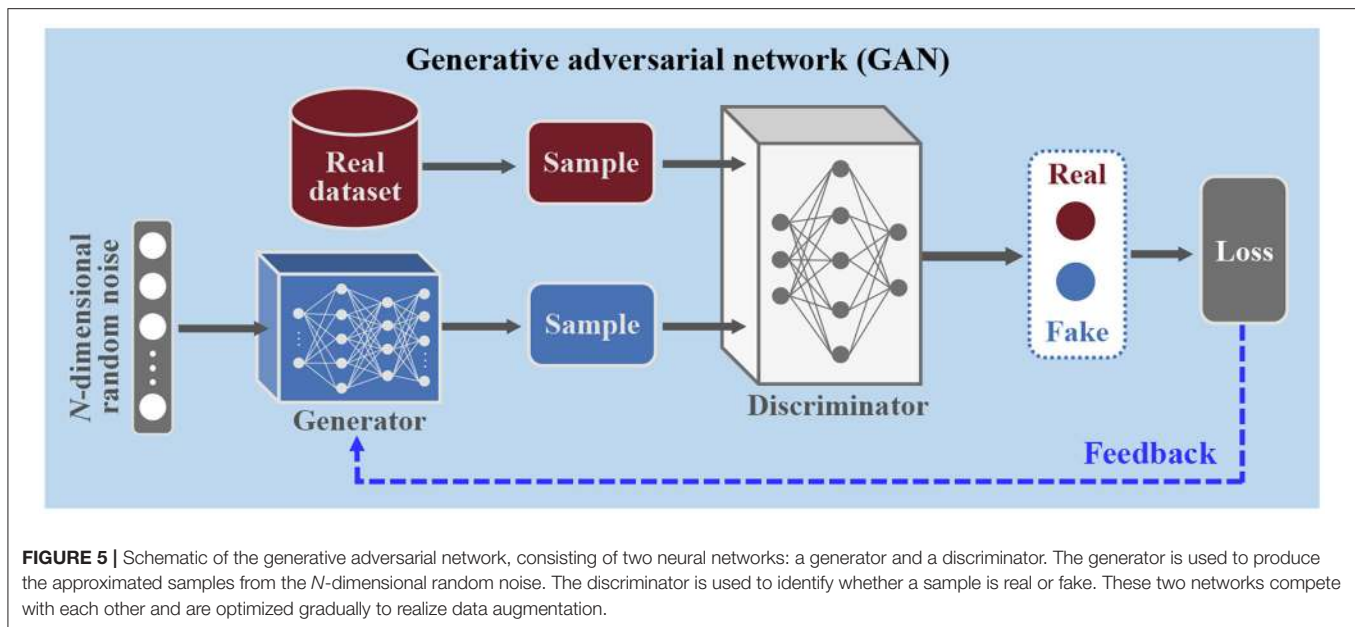 Generative adversarial network (GAN)
Real
dataset
Sample
Real
Fake
Loss
N-dimensional
random noise
Generator
Sample
Discriminator
Feedback
FIGURE 5 | Schematic of the generative adversarial network, consisting of two neural networks: a generator and a discriminator. The generator is used to produce
the approximated samples from the N-dimensional random noise. The discriminator is used to identify whether a sample is real or fake. These two networks compete
with each other and are optimized gradually to realize data augmentation.